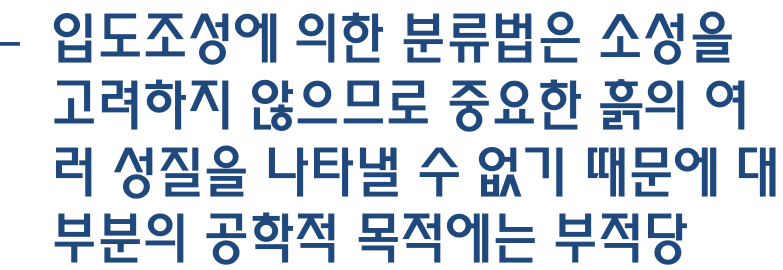 – 입도조성에 의한 분류법은 소성을
고려하지 않으므로 중요한 흙의 여
러 성질을 나타낼 수 없기 때문에 대
부분의 공학적 목적에는 부적당